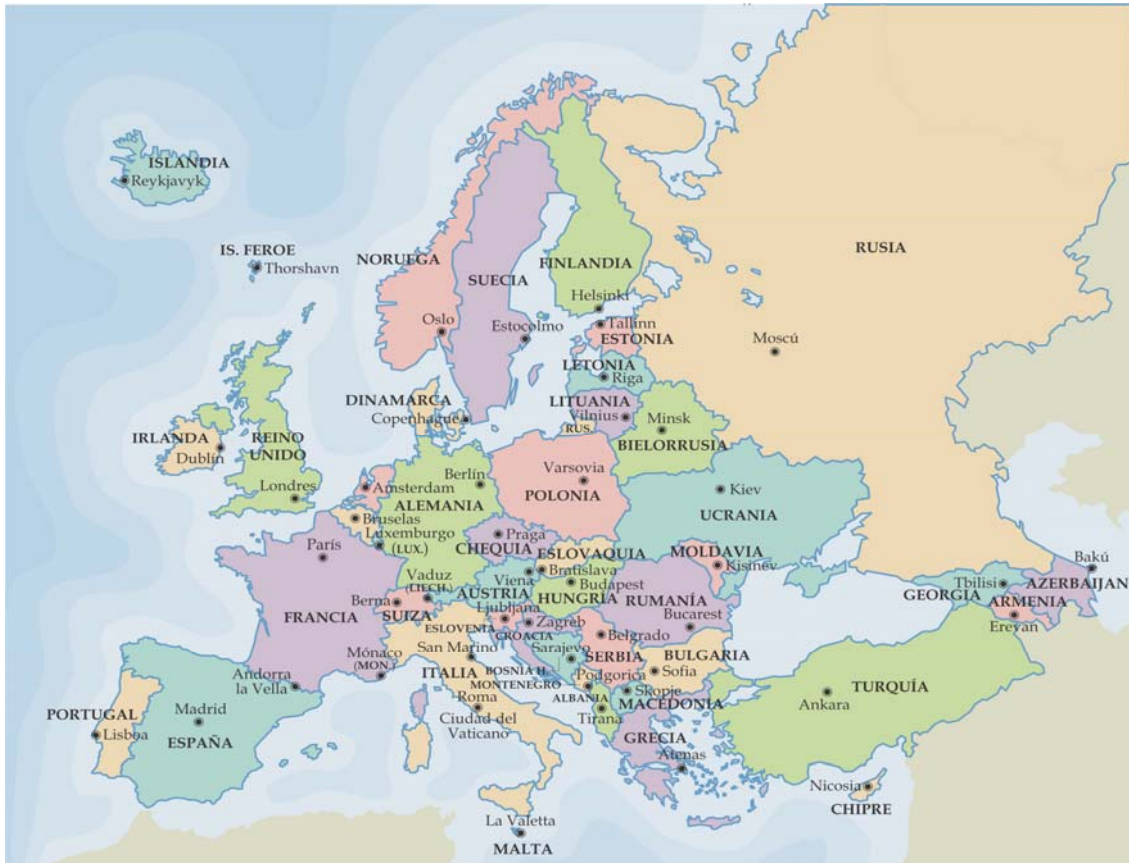 ISLANDIA
Reykjavyk
IS. FEROE
Thorshavn
NORUEGA
Oslo
SUECIA
Estocolmo
FINLANDIA
Helsinki
RUSIA
Moscú
Tallinn
ESTONIA
LETONIA
Riga
LITUANIA
Vilnius
RUS.
DINAMARCA
Copenhague
Minsk
BIELORRUSIA
IRLANDA
Dublín
REINO
UNIDO
Londres
Amsterdam
Berlín
ALEMANIA
Varsovia
POLONIA
Kiev
UCRANIA
Bruselas
Luxemburgo
(LUX.)
Praga
CHEQUIA
ESLOVAQUIA
Bratislava
MOLDAVIA
Kisinev
París
FRANCIA
Vaduz
(LIECH.)
Viena
AUSTRIA
Budapest
HUNGRÍA
RUMANÍA
Bucarest
Berna
SUIZA
Ljubljana
ESLOVENIA
Zagreb
CROACIA
Belgrado
SERBIA
San Marino
Sarajevo
BOSNIA H.
BULGARIA
Sofia
Mónaco
(MON.)
ITALIA
MONTENEGRO
Podgorica
Skopje
MACEDONIA
ALBANIA
Tirana
Roma
Ciudad del
Vaticano
Andorra
la Vella
PORTUGAL
Lisboa
Madrid
ESPAÑA
GRECIA
Atenas
La Valetta
MALTA
TURQUÍA
Ankara
Nicosia
CHIPRE
GEORGIA
Tbilisi
ARMENIA
Erevan
Bakú
AZERBAIJAN